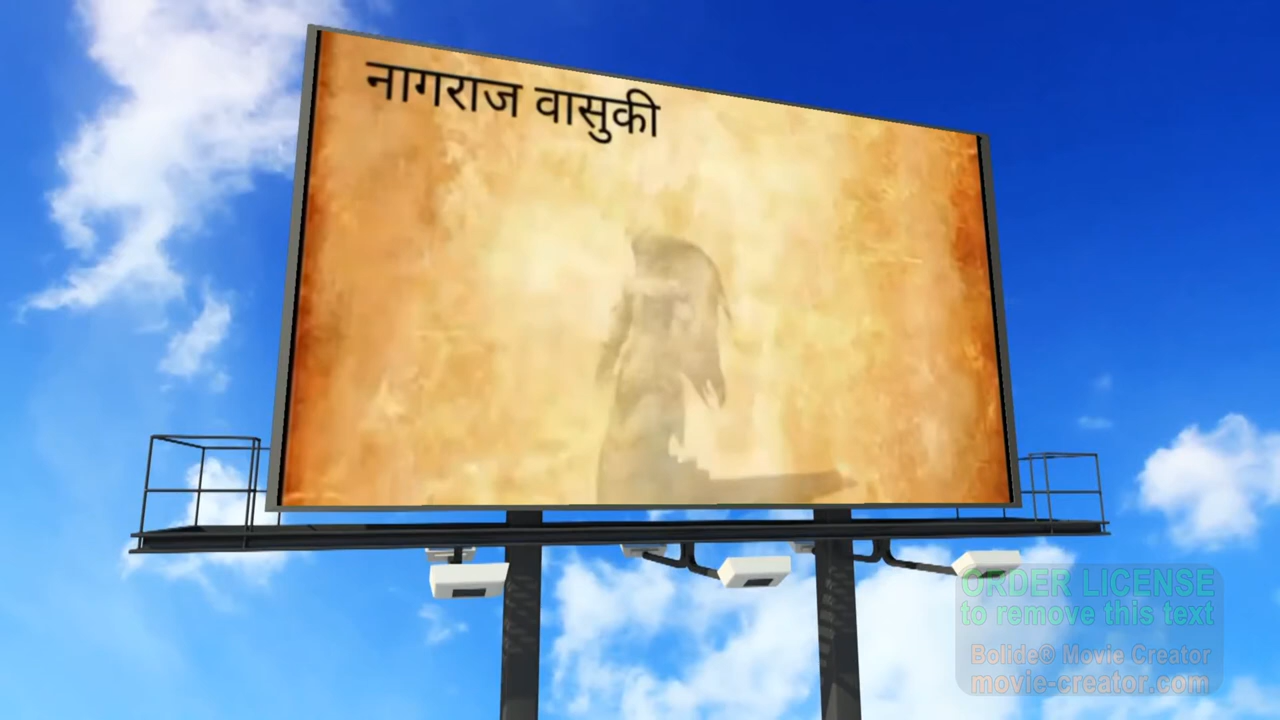 नागराज वासुकी
ORDER LICENSE
to remove this text
Bolide® Movie Creator
movie-creator.com